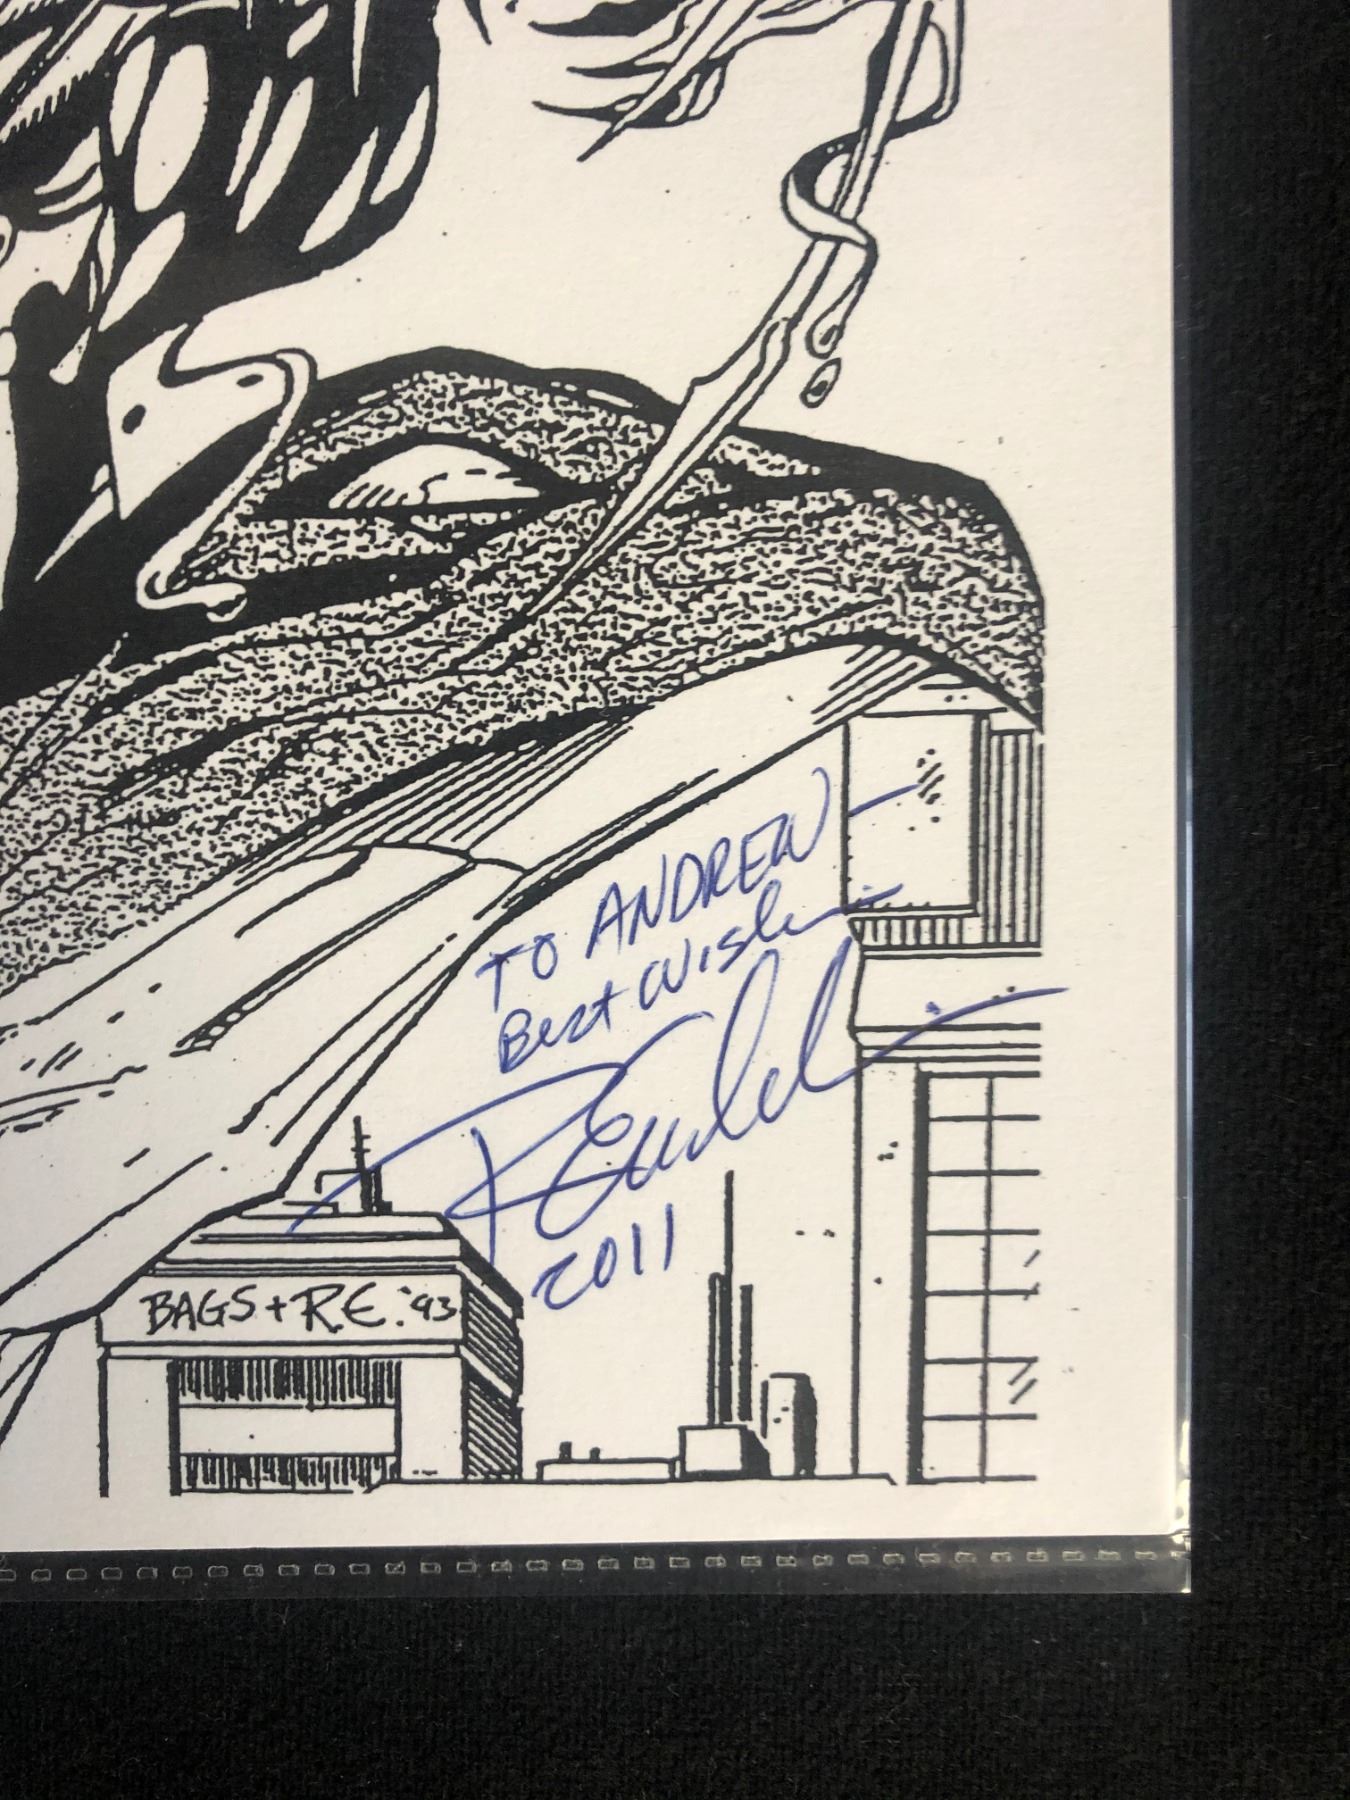 TO ANDREW
Best Wishes
2011
BAGS + R.E. '93